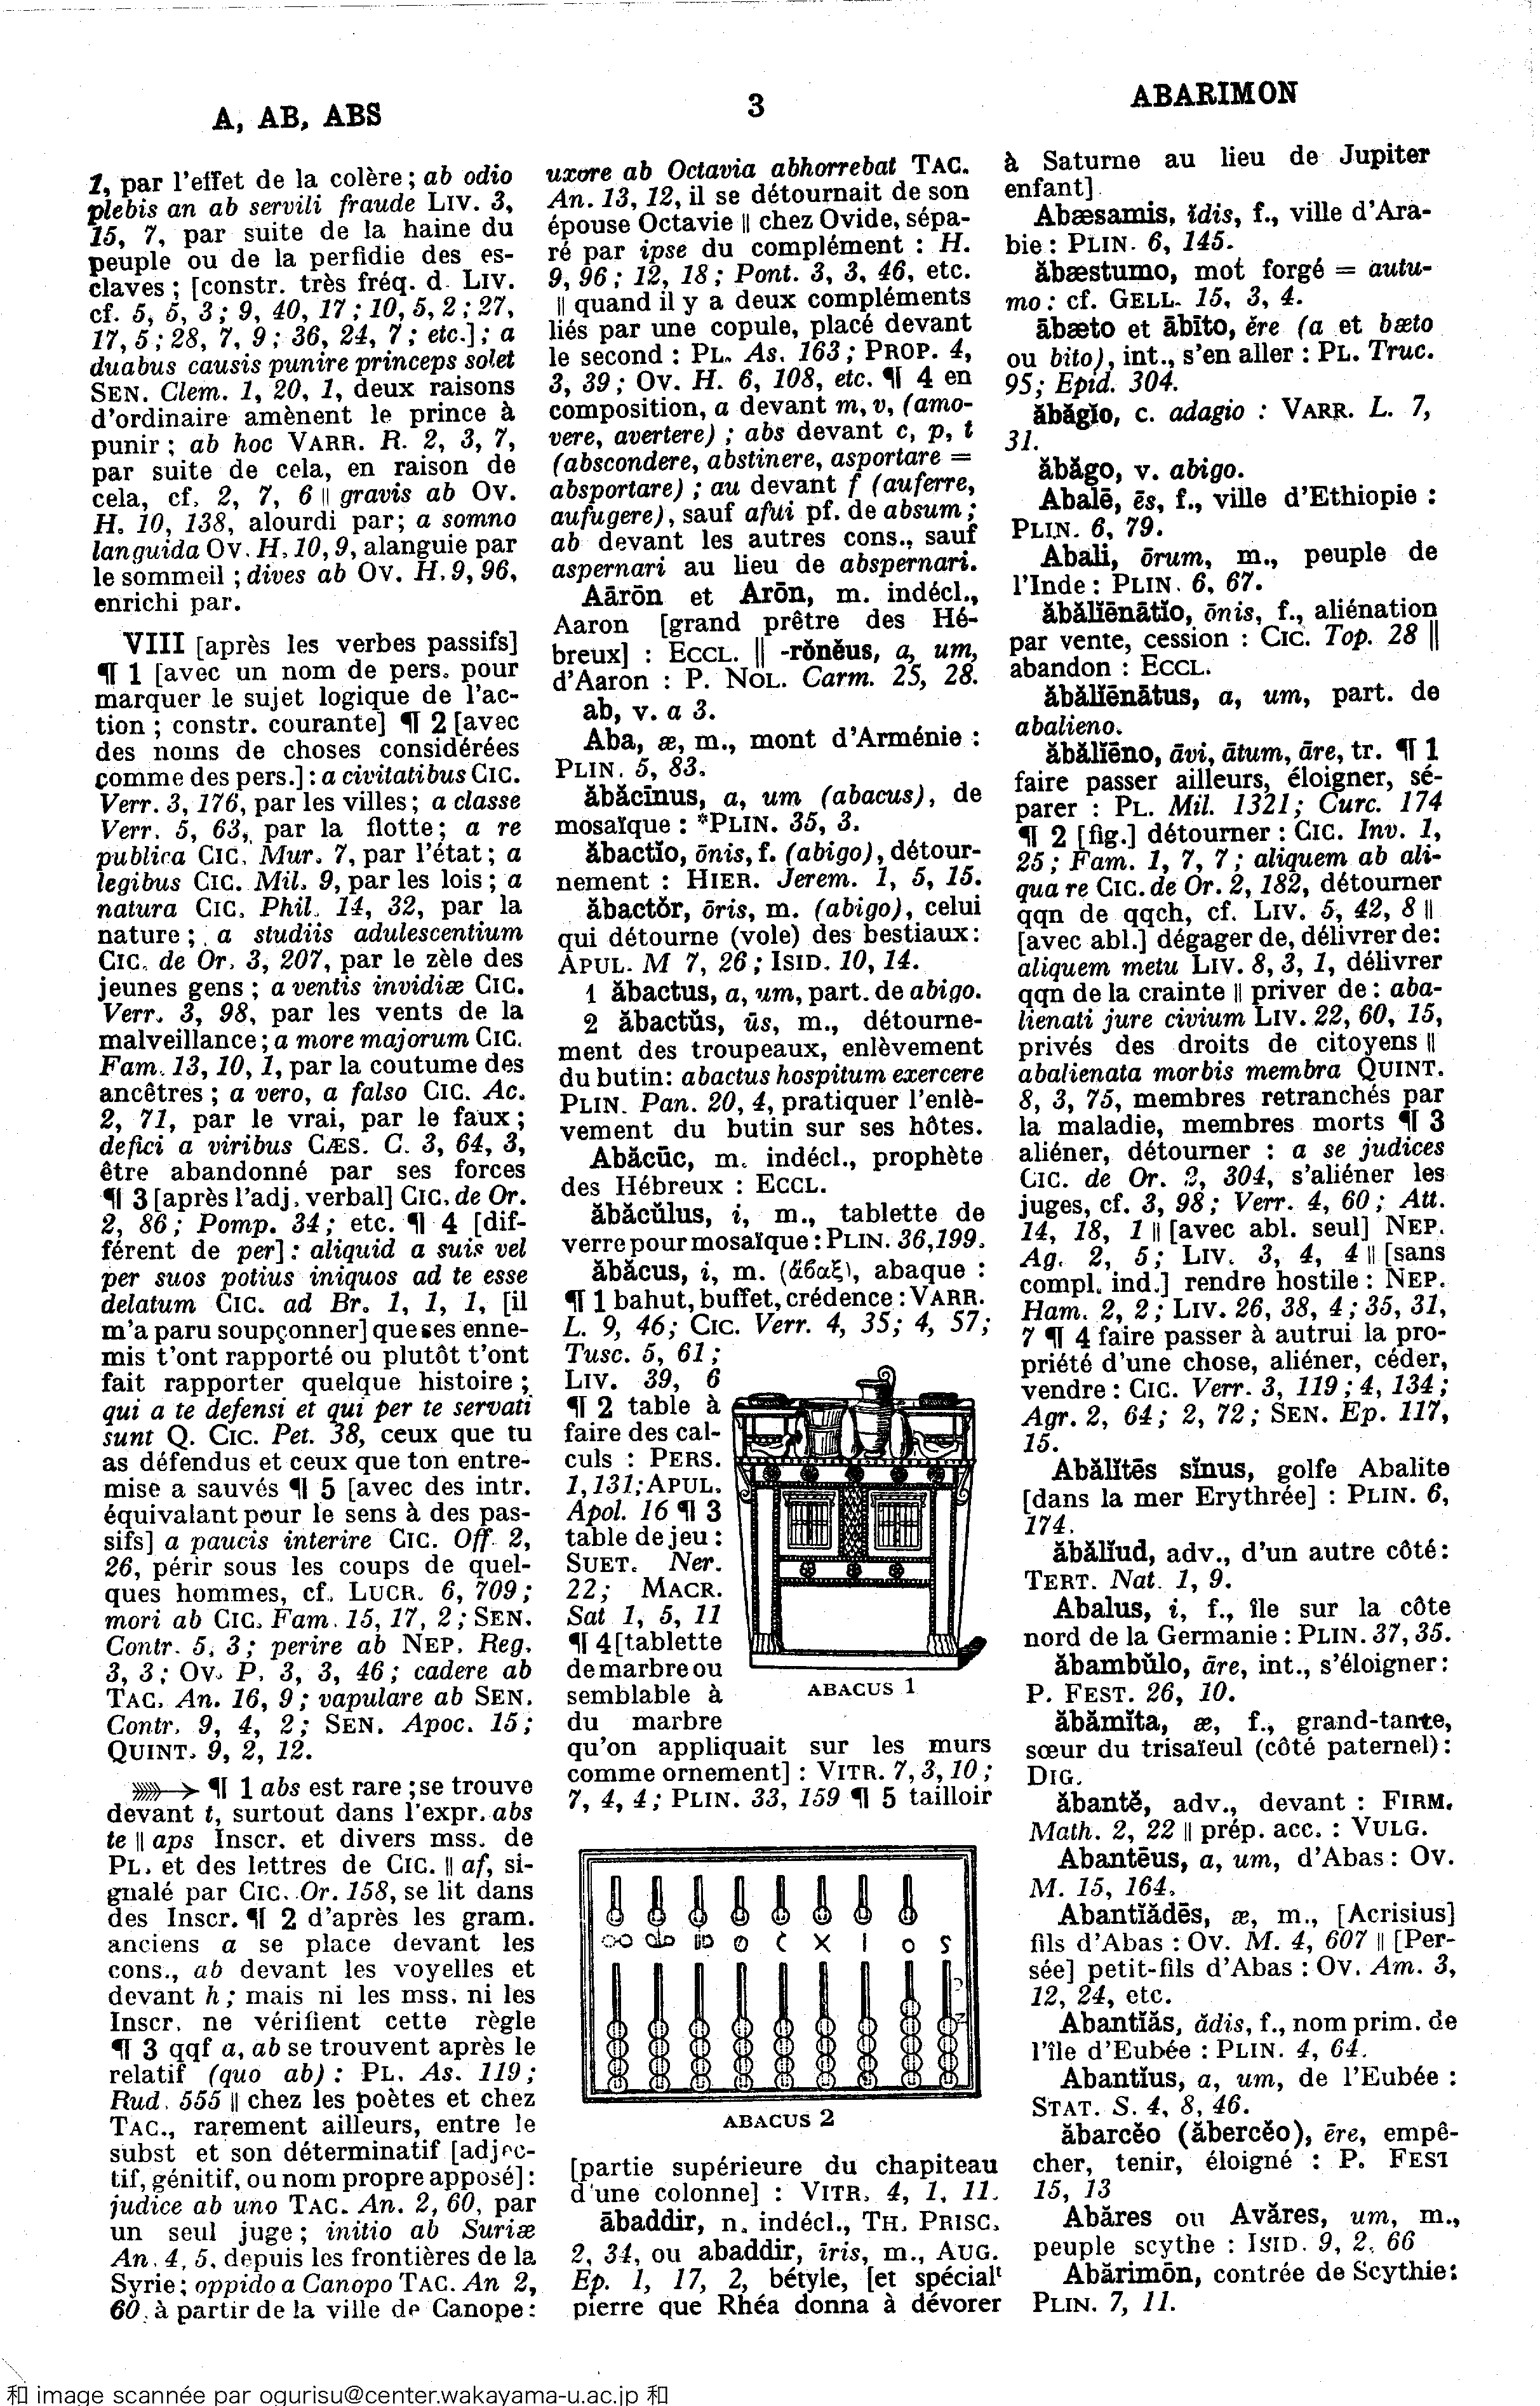 A, AB, ABS
3
ABARIMON
1, par l'effet de la colère ; ab odio
plebis an ab servili fraude LIV. 3,
15, 7, par suite de la haine du
peuple ou de la perfidie des es-
claves ; [constr. très fréq. d. LIV.
cf. 5, 5, 3 ; 9, 40, 17 ; 10, 5, 2 ; 27,
17, 5 ; 28, 7, 9 ; 36, 24, 7 ; etc.] ; a
duabus causis punire princeps solet
SEN. Clem. 1, 20, 1, deux raisons
d'ordinaire amènent le prince à
punir ; ab hoc VARR. R. 2, 3, 7,
par suite de cela, en raison de
cela, cf. 2, 7, 6 || gravis ab OV.
H. 10, 138, alourdi par ; a somno
languida OV. H. 10, 9, alanguie par
le sommeil ; dives ab OV. H. 9, 96,
enrichi par.
VIII [après les verbes passifs]
¶ 1 [avec un nom de pers. pour
marquer le sujet logique de l'ac-
tion ; constr. courante] ¶ 2 [avec
des noms de choses considérées
comme des pers.] : a civitatibus CIC.
Verr. 3, 176, par les villes ; a classe
Verr. 5, 63, par la flotte ; a re
publica CIC. Mur. 7, par l'état ; a
legibus CIC. Mil. 9, par les lois ; a
natura CIC. Phil. 14, 32, par la
nature ; a studiis adulescentium
CIC. de Or. 3, 207, par le zèle des
jeunes gens ; a ventis invidiæ CIC.
Verr. 3, 98, par les vents de la
malveillance ; a more majorum CIC.
Fam. 13, 10, 1, par la coutume des
ancêtres ; a vero, a falso CIC. Ac.
2, 71, par le vrai, par le faux ;
defici a viribus CÆS. C. 3, 64, 3,
être abandonné par ses forces
¶ 3 [après l'adj. verbal] CIC. de Or.
2, 86 ; Pomp. 34 ; etc. ¶ 4 [dif-
férent de per] : aliquid a suis vel
per suos potius iniquos ad te esse
delatum CIC. ad Br. 1, 1, 1, [il
m'a paru soupçonner] que ses enne-
mis t'ont rapporté ou plutôt t'ont
fait rapporter quelque histoire ;
qui a te defensi et qui per te servati
sunt Q. CIC. Pet. 38, ceux que tu
as défendus et ceux que ton entre-
mise a sauvés ¶ 5 [avec des intr.
équivalant pour le sens à des pas-
sifs] a paucis interire CIC. Off. 2,
26, périr sous les coups de quel-
ques hommes, cf. LUCR. 6, 709 ;
mori ab CIC. Fam. 15, 17, 2 ; SEN.
Contr. 5, 3 ; perire ab NEP. Reg.
3, 3 ; OV. P. 3, 3, 46 ; cadere ab
TAC. An. 16, 9 ; vapulare ab SEN.
Contr. 9, 4, 2 ; SEN. Apoc. 15 ;
QUINT. 9, 2, 12.
¶ 1 abs est rare ; se trouve
devant t, surtout dans l'expr. abs
te || aps Inscr. et divers mss. de
PL. et des lettres de CIC. || af, si-
gnalé par CIC. Or. 158, se lit dans
des Inscr. ¶ 2 d'après les gram.
anciens a se place devant les
cons., ab devant les voyelles et
devant h ; mais ni les mss. ni les
Inscr. ne vérifient cette règle
¶ 3 qqf a, ab se trouvent après le
relatif (quo ab) : PL. As. 119 ;
Rud. 555 || chez les poètes et chez
TAC., rarement ailleurs, entre le
subst et son déterminatif [adjec-
tif, génitif, ou nom propre apposé] :
judice ab uno TAC. An. 2, 60, par
un seul juge ; initio ab Suriæ
An. 4, 5, depuis les frontières de la
Syrie ; oppido a Canopo TAC. An 2,
60, à partir de la ville de Canope :
uxore ab Octavia abhorrebat TAC.
An. 13, 12, il se détournait de son
épouse Octavie || chez Ovide, sépa-
ré par ipse du complément : H.
9, 96 ; 12, 18 ; Pont. 3, 3, 46, etc.
|| quand il y a deux compléments
liés par une copule, placé devant
le second : PL. As. 163 ; PROP. 4,
3, 39 ; OV. H. 6, 108, etc. ¶ 4 en
composition, a devant m, v, (amo-
vere, avertere) ; abs devant c, p, t
(abscondere, abstinere, asportare =
absportare) ; au devant f (auferre,
aufugere), sauf afui pf. de absum ;
ab devant les autres cons., sauf
aspernari au lieu de abspernari.
Aārōn et Arōn, m. indécl.,
Aaron [grand prêtre des Hé-
breux] : ECCL. || -rŏnĕus, a, um,
d'Aaron : P. NOL. Carm. 25, 28.
ab, v. a 3.
Aba, æ, m., mont d'Arménie :
PLIN. 5, 83.
ăbăcīnus, a, um (abacus), de
mosaïque : *PLIN. 35, 3.
ăbactĭo, ōnis, f. (abigo), détour-
nement : HIER. Jerem. 1, 5, 15.
ăbactŏr, ōris, m. (abigo), celui
qui détourne (vole) des bestiaux :
APUL. M 7, 26 ; ISID. 10, 14.
1 ăbactus, a, um, part. de abigo.
2 ăbactŭs, ūs, m., détourne-
ment des troupeaux, enlèvement
du butin : abactus hospitum exercere
PLIN. Pan. 20, 4, pratiquer l'enlè-
vement du butin sur ses hôtes.
Abăcūc, m. indécl., prophète
des Hébreux : ECCL.
ăbăcŭlus, i, m., tablette de
verre pour mosaïque : PLIN. 36, 199.
ăbăcus, i, m. (ἄϐαξ), abaque :
¶ 1 bahut, buffet, crédence : VARR.
L. 9, 46 ; CIC. Verr. 4, 35 ; 4, 57 ;
Tusc. 5, 61 ;
LIV. 39, 6
¶ 2 table à
faire des cal-
culs : PERS.
1, 131 ; APUL.
Apol. 16 ¶ 3
table de jeu :
SUET. Ner.
22 ; MACR.
Sat 1, 5, 11
¶ 4 [tablette
de marbre ou
semblable à
du marbre
ABACUS 1
qu'on appliquait sur les murs
comme ornement] : VITR. 7, 3, 10 ;
7, 4, 4 ; PLIN. 33, 159 ¶ 5 tailloir
ABACUS 2
[partie supérieure du chapiteau
d'une colonne] : VITR. 4, 1, 11.
ābaddir, n. indécl., TH. PRISC.
2, 34, ou abaddir, īris, m., AUG.
Ep. 1, 17, 2, bétyle, [et spécialt
pierre que Rhéa donna à dévorer
à Saturne au lieu de Jupiter
enfant].
Abæsamis, ĭdis, f., ville d'Ara-
bie : PLIN. 6, 145.
ăbæstumo, mot forgé = autu-
mo : cf. GELL. 15, 3, 4.
ābæto et ābīto, ĕre (a et bæto
ou bito), int., s'en aller : PL. Truc.
95 ; Epid. 304.
ăbăgĭo, c. adagio : VARR. L. 7,
31.
ăbăgo, v. abigo.
Abalē, ēs, f., ville d'Ethiopie :
PLIN. 6, 79.
Abali, ōrum, m., peuple de
l'Inde : PLIN. 6, 67.
ăbălĭēnātĭo, ōnis, f., aliénation
par vente, cession : CIC. Top. 28 ||
abandon : ECCL.
ăbălĭēnātus, a, um, part. de
abalieno.
ăbălĭēno, āvi, ātum, āre, tr. ¶ 1
faire passer ailleurs, éloigner, sé-
parer : PL. Mil. 1321 ; Curc. 174
¶ 2 [fig.] détourner : CIC. Inv. 1,
25 ; Fam. 1, 7, 7 ; aliquem ab ali-
qua re CIC. de Or. 2, 182, détourner
qqn de qqch, cf. LIV. 5, 42, 8 ||
[avec abl.] dégager de, délivrer de :
aliquem metu LIV. 8, 3, 1, délivrer
qqn de la crainte || priver de : aba-
lienati jure civium LIV. 22, 60, 15,
privés des droits de citoyens ||
abalienata morbis membra QUINT.
8, 3, 75, membres retranchés par
la maladie, membres morts ¶ 3
aliéner, détourner : a se judices
CIC. de Or. 2, 304, s'aliéner les
juges, cf. 3, 98 ; Verr. 4, 60 ; Att.
14, 18, 1 || [avec abl. seul] NEP.
Ag. 2, 5 ; LIV. 3, 4, 4 || [sans
compl. ind.] rendre hostile : NEP.
Ham. 2, 2 ; LIV. 26, 38, 4 ; 35, 31,
7 ¶ 4 faire passer à autrui la pro-
priété d'une chose, aliéner, céder,
vendre : CIC. Verr. 3, 119 ; 4, 134 ;
Agr. 2, 64 ; 2, 72 ; SEN. Ep. 117,
15.
Abălītēs sĭnus, golfe Abalite
[dans la mer Erythrée] : PLIN. 6,
174.
ăbălĭud, adv., d'un autre côté :
TERT. Nat. 1, 9.
Abalus, i, f., île sur la côte
nord de la Germanie : PLIN. 37, 35.
ăbambŭlo, āre, int., s'éloigner :
P. FEST. 26, 10.
ăbămĭta, æ, f., grand-tante,
sœur du trisaïeul (côté paternel) :
DIG.
ăbantĕ, adv., devant : FIRM.
Math. 2, 22 || prép. acc. : VULG.
Abantēus, a, um, d'Abas : OV.
M. 15, 164.
Abantĭădēs, æ, m., [Acrisius]
fils d'Abas : OV. M. 4, 607 || [Per-
sée] petit-fils d'Abas : OV. Am. 3,
12, 24, etc.
Abantĭăs, ădis, f., nom prim. de
l'île d'Eubée : PLIN. 4, 64.
Abantĭus, a, um, de l'Eubée :
STAT. S. 4, 8, 46.
ăbarcĕo (ăbercĕo), ēre, empê-
cher, tenir, éloigné : P. FEST
15, 13
Abăres ou Avăres, um, m.,
peuple scythe : ISID. 9, 2, 66
Abărimōn, contrée de Scythie :
PLIN. 7, 11.
和 image scannée par ogurisu@center.wakayama-u.ac.jp 和